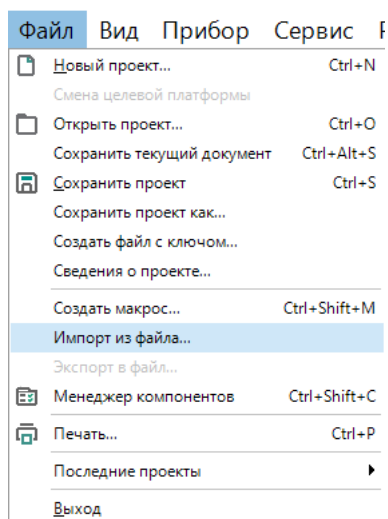 Файл Вид Прибор Сервис
Новый проект... Ctrl+N
Смена целевой платформы
Открыть проект... Ctrl+O
Сохранить текущий документ Ctrl+Alt+S
Сохранить проект Ctrl+S
Сохранить проект как...
Создать файл с ключом...
Сведения о проекте...
Создать макрос... Ctrl+Shift+M
Импорт из файла...
Экспорт в файл...
Менеджер компонентов Ctrl+Shift+C
Печать... Ctrl+P
Последние проекты
Выход